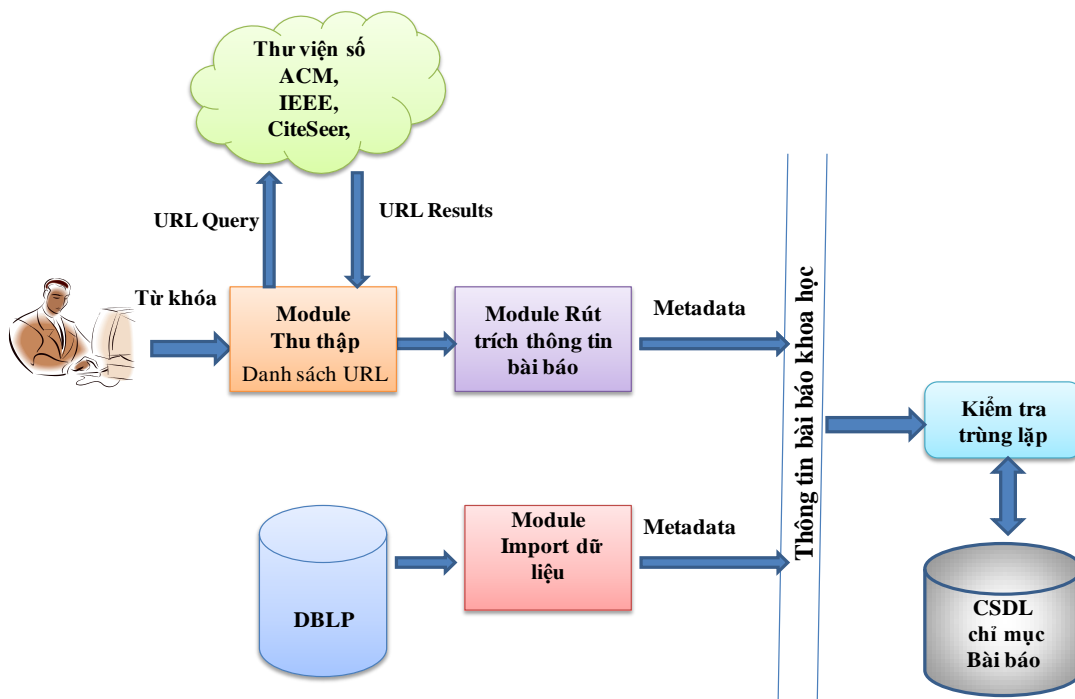 Thư viện số
ACM,
IEEE,
CiteSeer,
URL Query
URL Results
Từ khóa
Module
Thu thập
Danh sách URL
Module Rút
trích thông tin
bài báo
Metadata
Thông tin bài báo khoa học
Kiểm tra
trùng lặp
DBLP
Module
Import dữ
liệu
Metadata
CSDL
chỉ mục
Bài báo